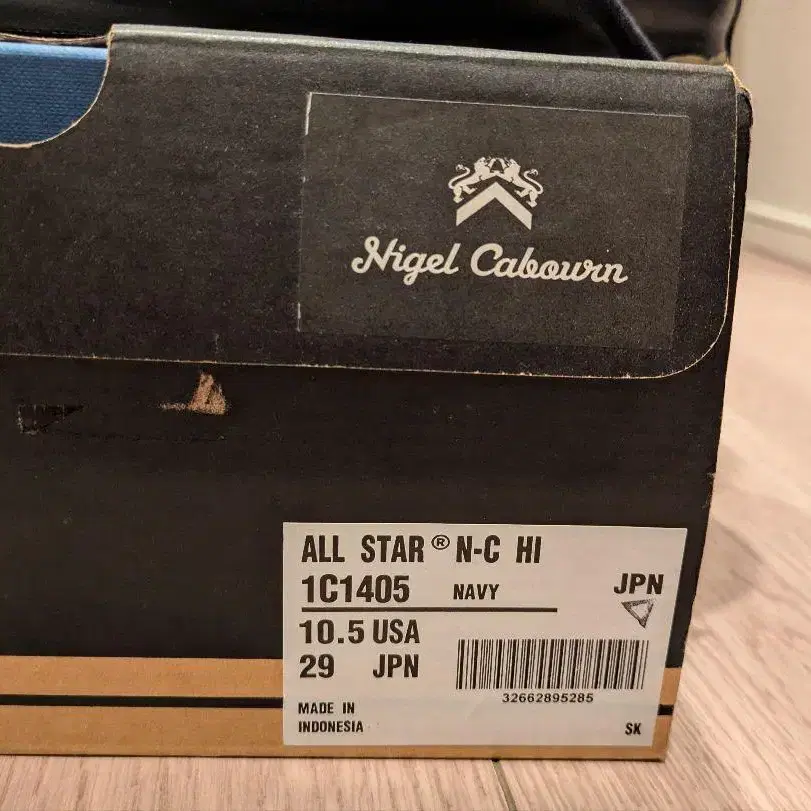 Nigel Cabourn
ALL STAR® N-C HI
1C1405 NAVY JPN
10.5 USA
29 JPN
32662895285
MADE IN
INDONESIA
SK